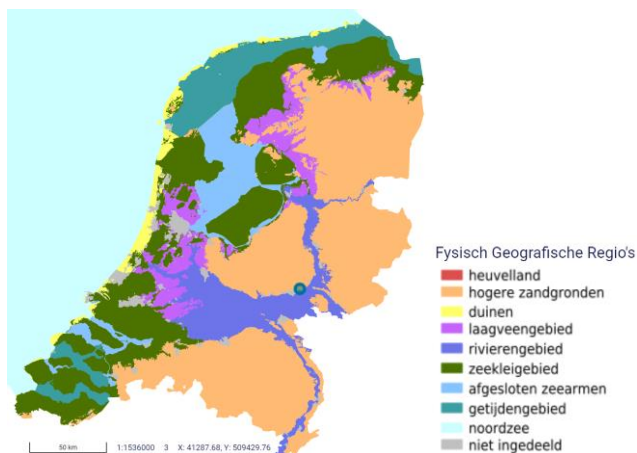 Fysisch Geografische Regio's
heuvelland
hogere zandgronden
duinen
laagveengebied
rivierengebied
zeekleigebied
afgesloten zeearmen
getijdengebied
noordzee
niet ingedeeld
50 km 1:1536000 3 X: 41287.68, Y: 509429.76